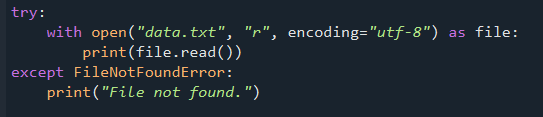 try:
    with open("data.txt", "r", encoding="utf-8") as file:
        print(file.read())
except FileNotFoundError:
    print("File not found.")